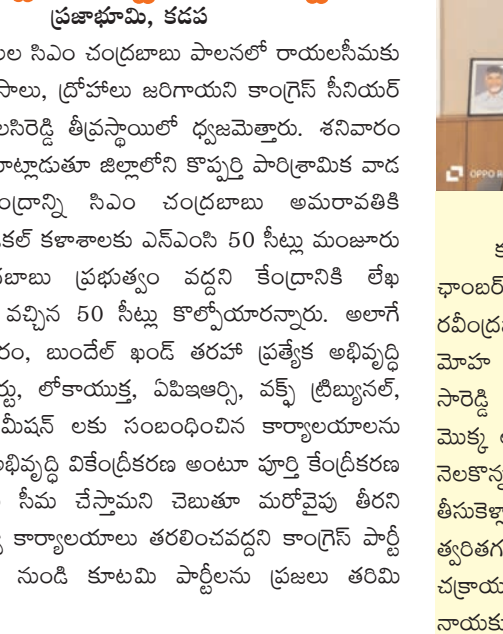 ప్రజాభూమి, కడప
లల సిఎం చంద్రబాబు పాలనలో రాయలసీమకు
సాలు, ద్రోహాలు జరిగాయని కాంగ్రెస్ సీనియర్
లసిరెడ్డి తీవ్రస్థాయిలో ధ్వజమెత్తారు. శనివారం
మాట్లాడుతూ జిల్లాలోని కొప్పర్తి పారిశ్రామిక వాడ
ంద్రాన్ని సిఎం చంద్రబాబు అమరావతికి
కల్ కళాశాలకు ఎన్ఎంసి 50 సీట్లు మంజూరు
బాబు ప్రభుత్వం వద్దని కేంద్రానికి లేఖ
వచ్చిన 50 సీట్లు కొల్పోయారన్నారు. అలాగే
రం, బుందేల్ ఖండ్ తరహా ప్రత్యేక అభివృద్ధి
ర్టు, లోకాయుక్త, ఏపిఇఆర్సి, వక్ఫ్ ట్రిబ్యునల్,
మీషన్ లకు సంబంధించిన కార్యాలయాలను
భివృద్ధి వికేంద్రీకరణ అంటూ పూర్తి కేంద్రీకరణ
సీమ చేస్తామని చెబుతూ మరోవైపు తీరని
కార్యాలయాలు తరలించవద్దని కాంగ్రెస్ పార్టీ
నుండి కూటమి పార్టీలను ప్రజలు తరిమి
OPPO R
క
ఛాంబర్
రవీంద్ర
మోహ
సారెడ్డి
మొక్క
నెలకొన్న
తీసుకెళ్లా
త్వరితగ
చక్రాయ
నాయకు